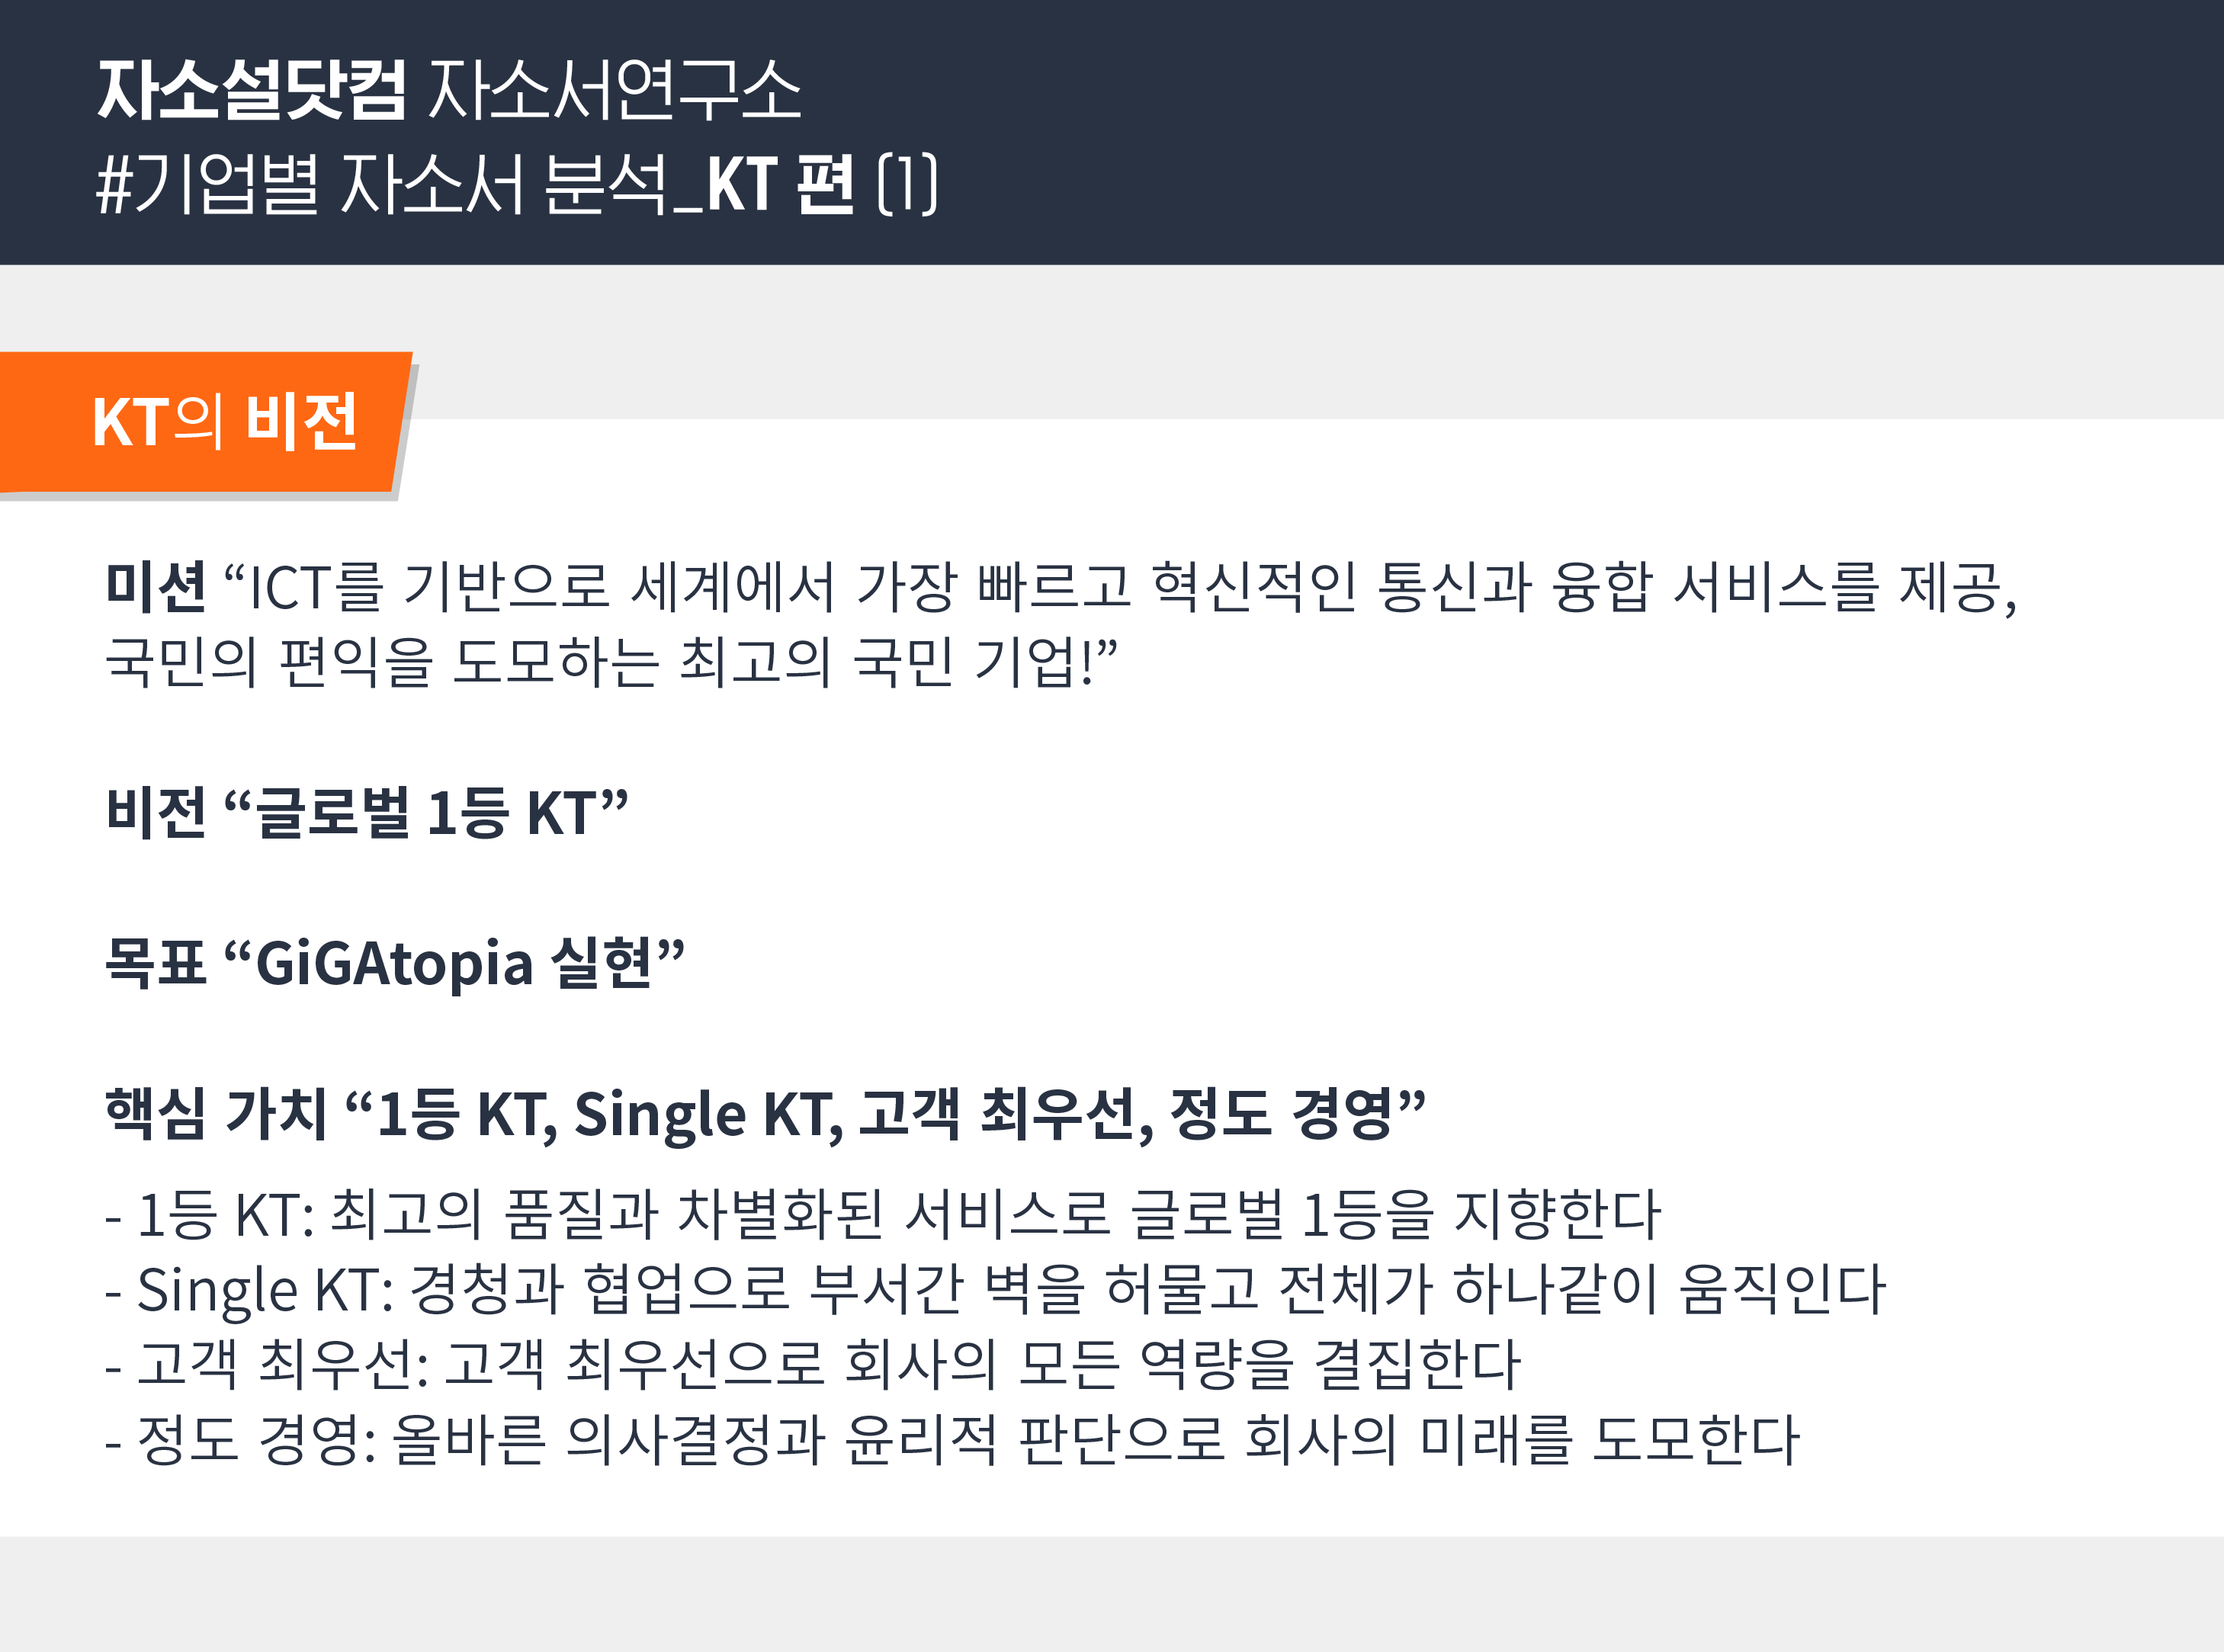 자소설닷컴 자소서연구소
#기업별 자소서 분석_KT 편 (1)
KT의 비전
미션 “ICT를 기반으로 세계에서 가장 빠르고 혁신적인 통신과 융합 서비스를 제공,
국민의 편익을 도모하는 최고의 국민 기업!”
비전 “글로벌 1등 KT”
목표 “GiGAtopia 실현”
핵심 가치 “1등 KT, Single KT, 고객 최우선, 정도 경영”
- 1등 KT: 최고의 품질과 차별화된 서비스로 글로벌 1등을 지향한다
- Single KT: 경청과 협업으로 부서간 벽을 허물고 전체가 하나같이 움직인다
- 고객 최우선: 고객 최우선으로 회사의 모든 역량을 결집한다
- 정도 경영: 올바른 의사결정과 윤리적 판단으로 회사의 미래를 도모한다